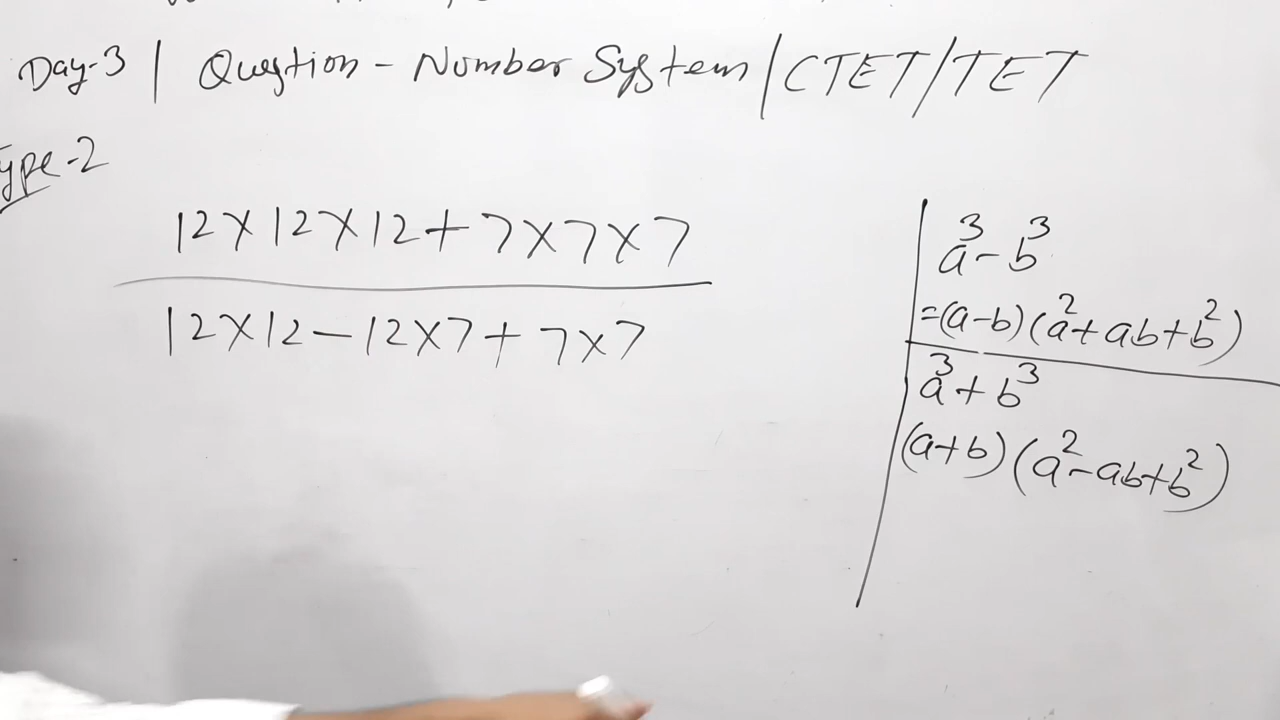 Day-3 | Question - Number System / CTET / TET
Type-2
12×12×12+7×7×7
12×12-12×7+7×7
a³-b³
=(a-b)(a²+ab+b²)
a³+b³
(a+b)(a²-ab+b²)